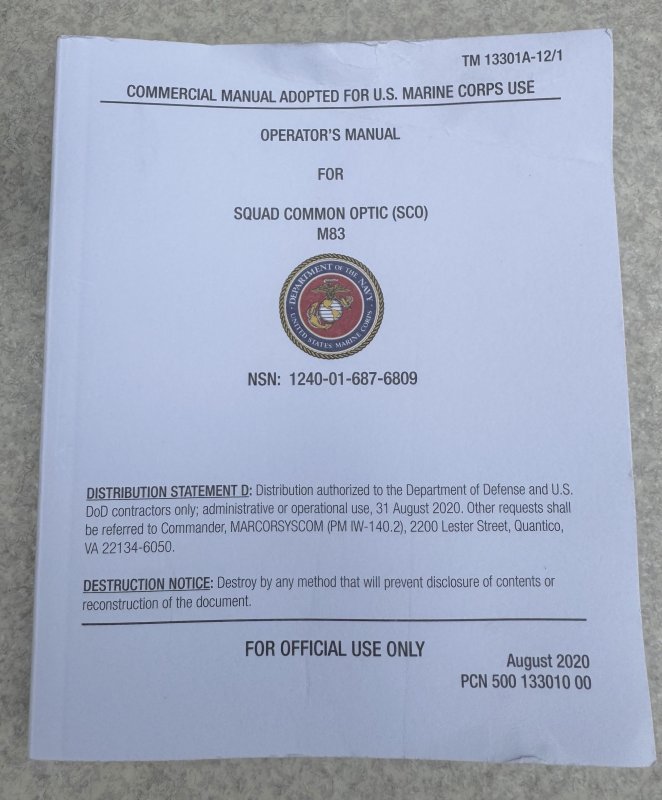 TM 13301A-12/1
COMMERCIAL MANUAL ADOPTED FOR U.S. MARINE CORPS USE
OPERATOR'S MANUAL
FOR
SQUAD COMMON OPTIC (SCO)
M83
DEPARTMENT OF THE NAVY
UNITED STATES MARINE CORPS
NSN: 1240-01-687-6809
DISTRIBUTION STATEMENT D: Distribution authorized to the Department of Defense and U.S.
DoD contractors only; administrative or operational use, 31 August 2020. Other requests shall
be referred to Commander, MARCORSYSCOM (PM IW-140.2), 2200 Lester Street, Quantico,
VA 22134-6050.
DESTRUCTION NOTICE: Destroy by any method that will prevent disclosure of contents or
reconstruction of the document.
FOR OFFICIAL USE ONLY
August 2020
PCN 500 133010 00